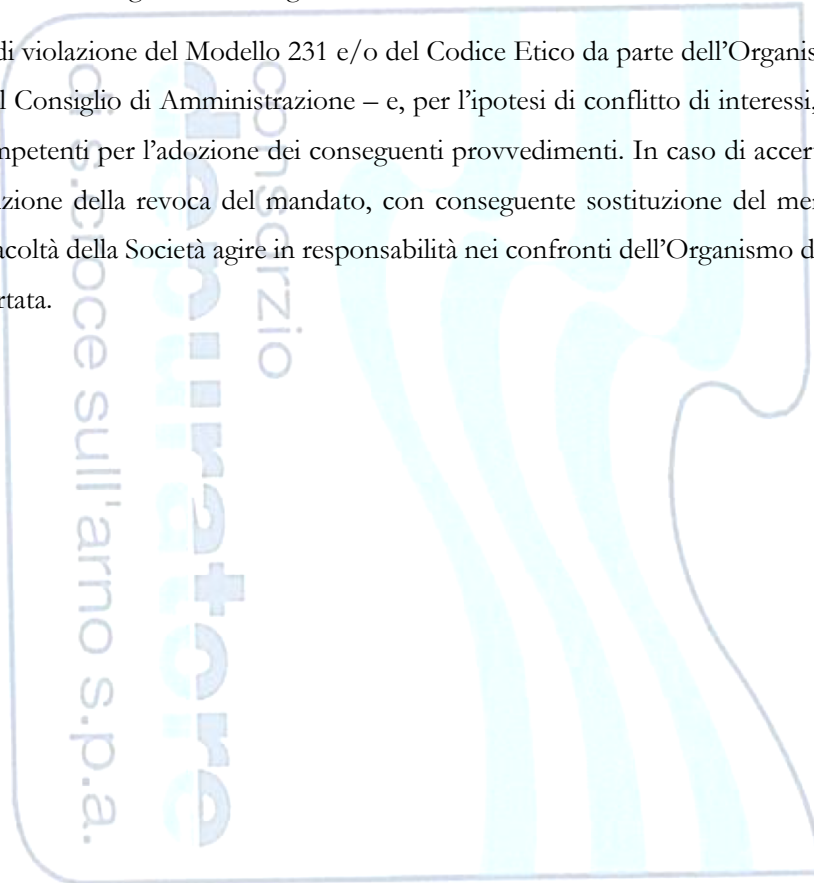 di violazione del Modello 231 e/o del Codice Etico da parte dell'Organis
l Consiglio di Amministrazione – e, per l'ipotesi di conflitto di interessi,
mpetenti per l'adozione dei conseguenti provvedimenti. In caso di accer
zione della revoca del mandato, con conseguente sostituzione del me
acoltà della Società agire in responsabilità nei confronti dell'Organismo d
rtata.
consorzio
depuratore
di s.croce sull'arno s.p.a.